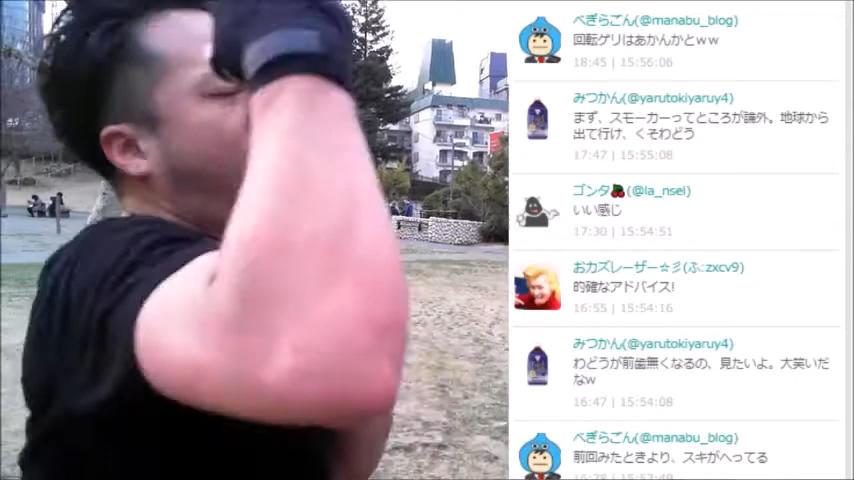 べぎらごん(@manabu_blog)
回転ゲリはあかんかとｗｗ
18:45 | 15:56:06
みつかん(@yarutokiyaruy4)
まず、スモーカーってところが論外。地球から
出て行け、くそわどう
17:47 | 15:55:08
ゴンタ🍒(@la_nsei)
いい感じ
17:30 | 15:54:51
おカズレーザー☆彡(ふ:zxcv9)
的確なアドバイス!
16:55 | 15:54:16
みつかん(@yarutokiyaruy4)
わどうが前歯無くなるの、見たいよ。大笑いだ
なw
16:47 | 15:54:08
べぎらごん(@manabu_blog)
前回みたときより、スキがへってる
16:28 | 15:53:49